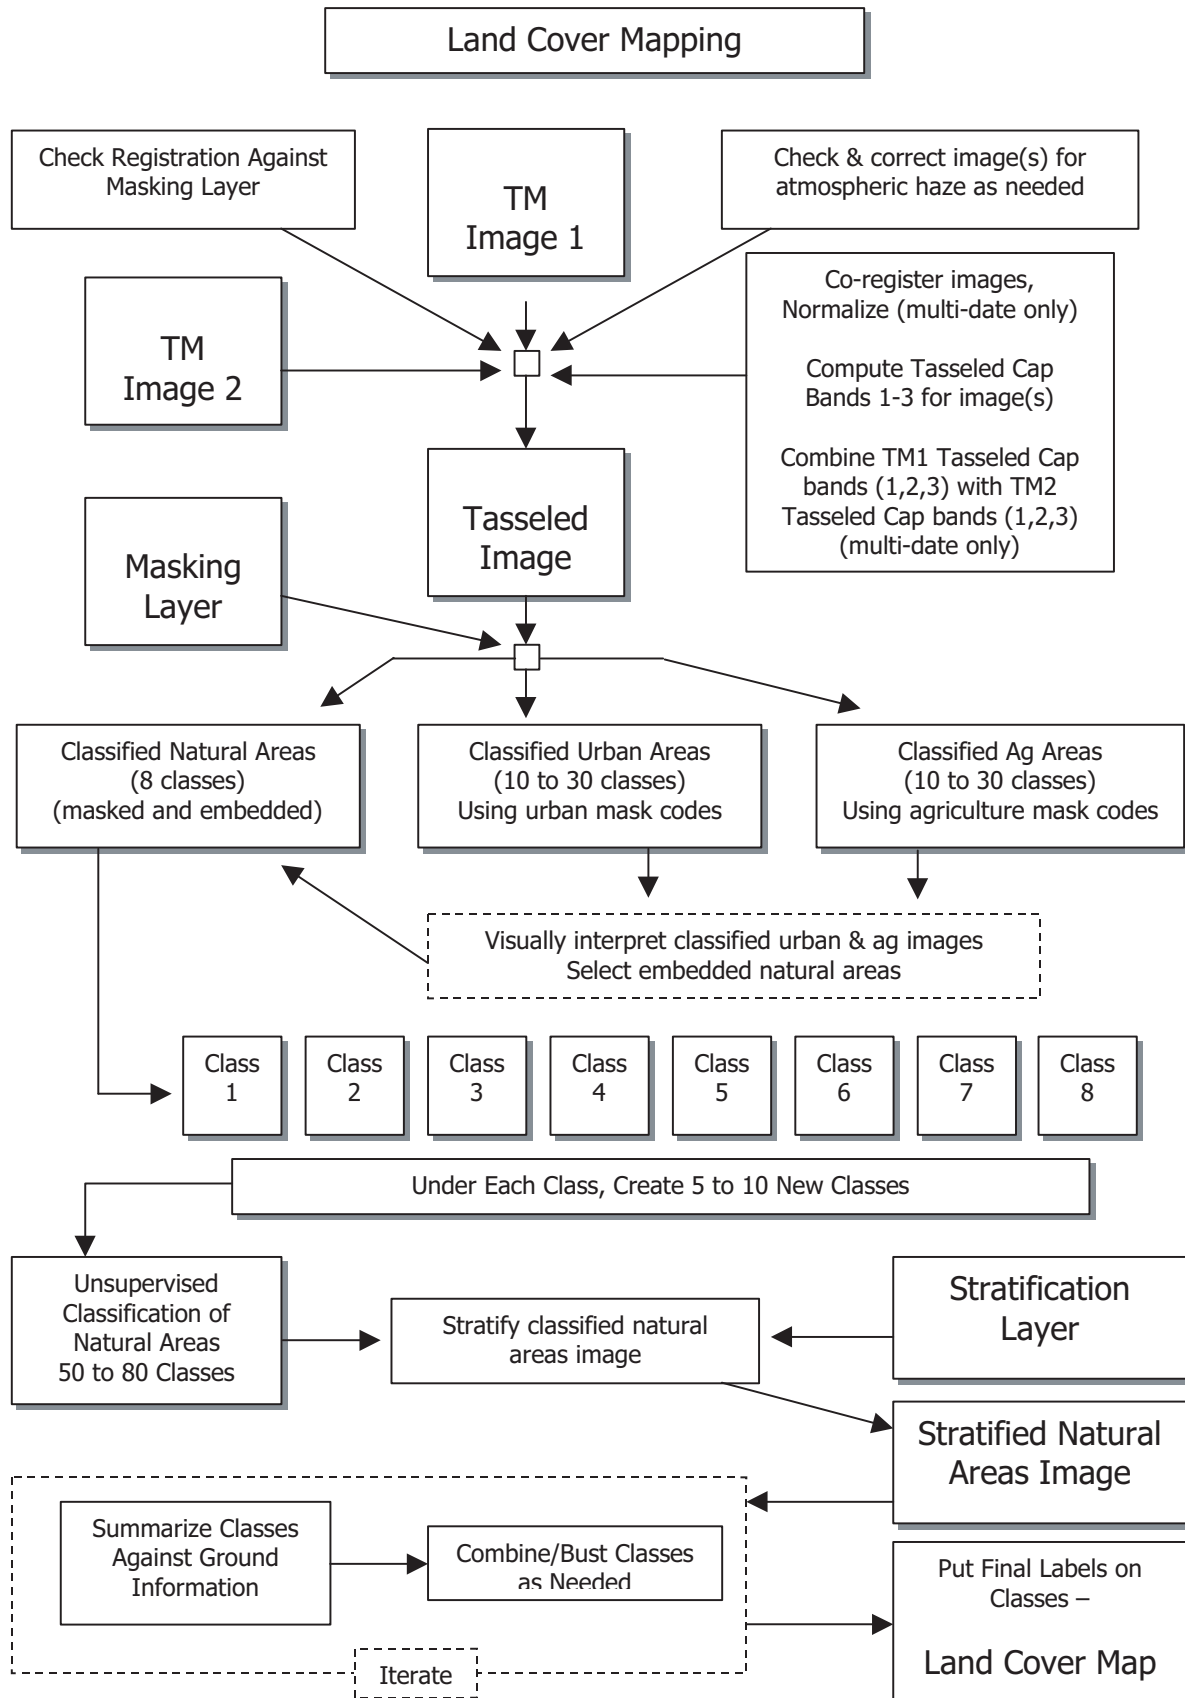 Land Cover Mapping
Check Registration Against
Masking Layer
TM
Image 1
Check & correct image(s) for
atmospheric haze as needed
TM
Image 2
Co-register images,
Normalize (multi-date only)
Compute Tasseled Cap
Bands 1-3 for image(s)
Combine TM1 Tasseled Cap
bands (1,2,3) with TM2
Tasseled Cap bands (1,2,3)
(multi-date only)
Tasseled
Image
Masking
Layer
Classified Natural Areas
(8 classes)
(masked and embedded)
Classified Urban Areas
(10 to 30 classes)
Using urban mask codes
Classified Ag Areas
(10 to 30 classes)
Using agriculture mask codes
Visually interpret classified urban & ag images
Select embedded natural areas
Class
1
Class
2
Class
3
Class
4
Class
5
Class
6
Class
7
Class
8
Under Each Class, Create 5 to 10 New Classes
Unsupervised
Classification of
Natural Areas
50 to 80 Classes
Stratify classified natural
areas image
Stratification
Layer
Stratified Natural
Areas Image
Summarize Classes
Against Ground
Information
Combine/Bust Classes
as Needed
Iterate
Put Final Labels on
Classes –
Land Cover Map